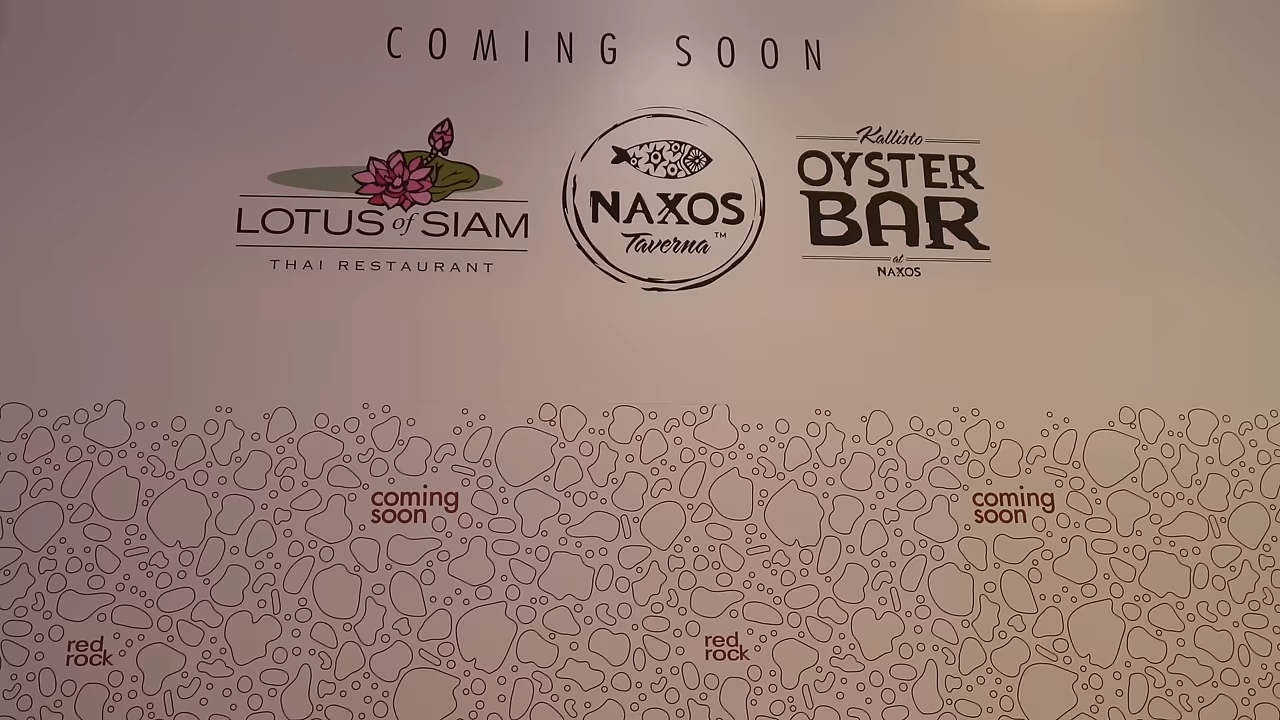 COMING SOON
LOTUS of SIAM
THAI RESTAURANT
NAXOS
Taverna™
Kallisto
OYSTER
BAR
at
NAXOS
coming
soon
coming
soon
red
rock
red
rock